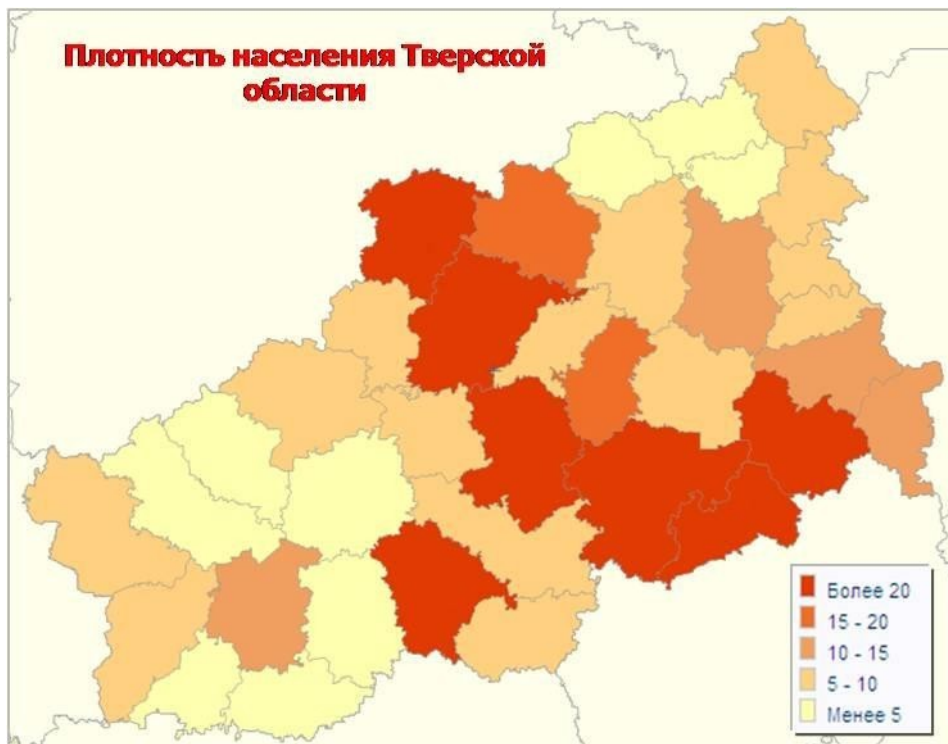 Плотность населения Тверской
области
Более 20
15 - 20
10 - 15
5 - 10
Менее 5